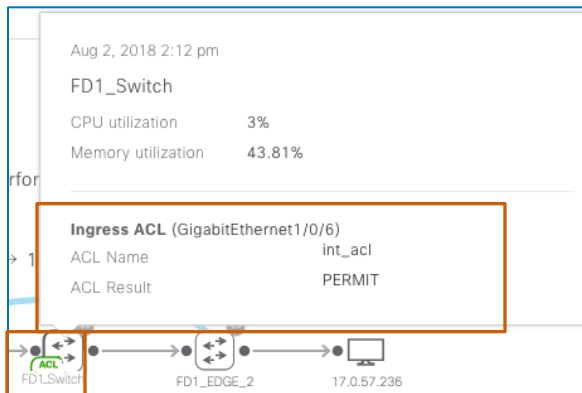 Aug 2, 2018 2:12 pm
FD1_Switch
CPU utilization 3%
Memory utilization 43.81%
rfor
Ingress ACL (GigabitEthernet1/0/6)
ACL Name int_acl
1
ACL Result PERMIT
ACL
FD1_Switch
FD1_EDGE_2
17.0.57.236